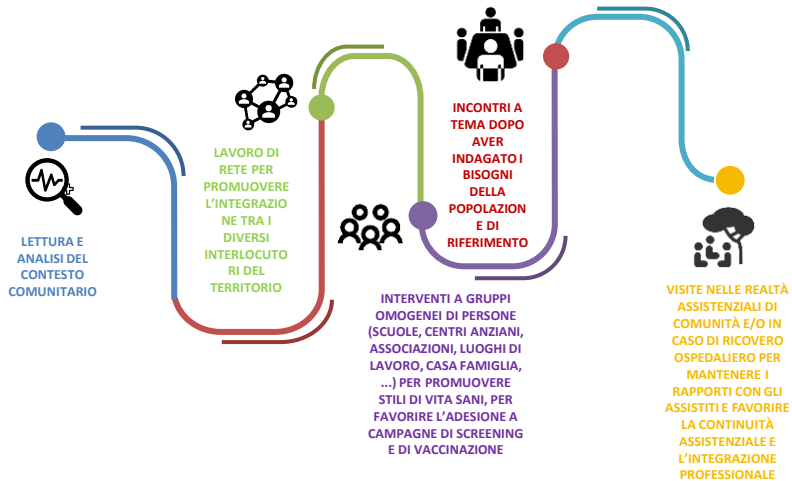 LETTURA E
ANALISI DEL
CONTESTO
COMUNITARIO
LAVORO DI
RETE PER
PROMUOVERE
L'INTEGRAZIO
NE TRA I
DIVERSI
INTERLOCUTO
RI DEL
TERRITORIO
INTERVENTI A GRUPPI
OMOGENEI DI PERSONE
(SCUOLE, CENTRI ANZIANI,
ASSOCIAZIONI, LUOGHI DI
LAVORO, CASA FAMIGLIA,
...) PER PROMUOVERE
STILI DI VITA SANI, PER
FAVORIRE L'ADESIONE A
CAMPAGNE DI SCREENING
E DI VACCINAZIONE
INCONTRI A
TEMA DOPO
AVER
INDAGATO I
BISOGNI
DELLA
POPOLAZION
E DI
RIFERIMENTO
VISITE NELLE REALTÀ
ASSISTENZIALI DI
COMUNITÀ E/O IN
CASO DI RICOVERO
OSPEDALIERO PER
MANTENERE I
RAPPORTI CON GLI
ASSISTITI E FAVORIRE
LA CONTINUITÀ
ASSISTENZIALE E
L'INTEGRAZIONE
PROFESSIONALE